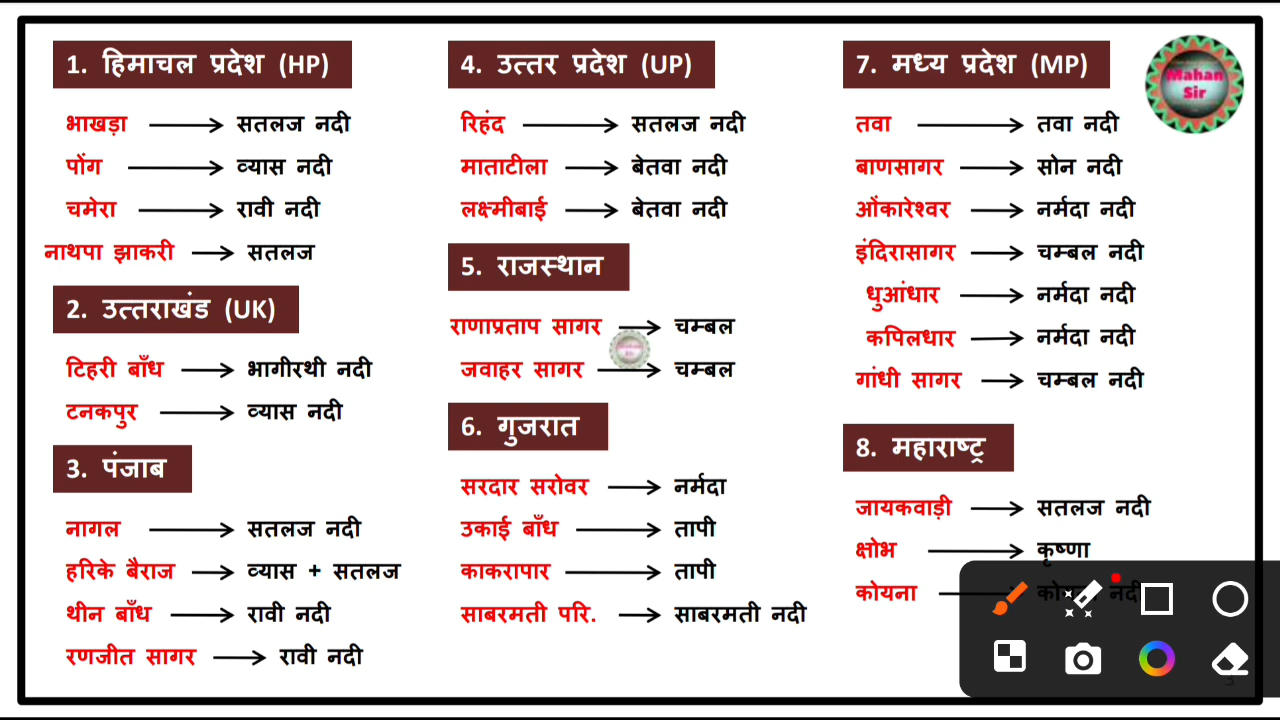 1. हिमाचल प्रदेश (HP)
भाखड़ा → सतलज नदी
पोंग → व्यास नदी
चमेरा → रावी नदी
नाथपा झाकरी → सतलज
2. उत्तराखंड (UK)
टिहरी बाँध → भागीरथी नदी
टनकपुर → व्यास नदी
3. पंजाब
नागल → सतलज नदी
हरिके बैराज → व्यास + सतलज
थीन बाँध → रावी नदी
रणजीत सागर → रावी नदी
4. उत्तर प्रदेश (UP)
रिहंद → सतलज नदी
माताटीला → बेतवा नदी
लक्ष्मीबाई → बेतवा नदी
5. राजस्थान
राणाप्रताप सागर → चम्बल
जवाहर सागर → चम्बल
6. गुजरात
सरदार सरोवर → नर्मदा
उकाई बाँध → तापी
काकरापार → तापी
साबरमती परि. → साबरमती नदी
7. मध्य प्रदेश (MP)
तवा → तवा नदी
बाणसागर → सोन नदी
ओंकारेश्वर → नर्मदा नदी
इंदिरासागर → चम्बल नदी
धुआंधार → नर्मदा नदी
कपिलधार → नर्मदा नदी
गांधी सागर → चम्बल नदी
8. महाराष्ट्र
जायकवाड़ी → सतलज नदी
क्षोभ → कृष्णा
कोयना → नदी
Mahan
Sir